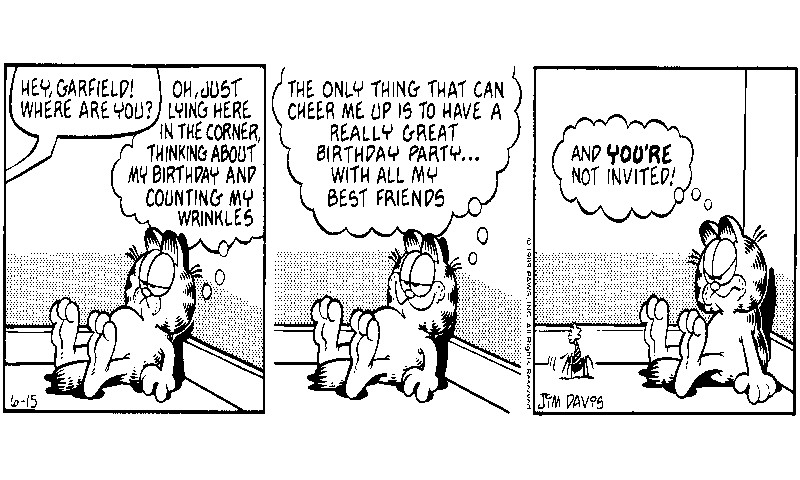 HEY, GARFIELD!
WHERE ARE YOU?
OH, JUST
LYING HERE
IN THE CORNER,
THINKING ABOUT
MY BIRTHDAY AND
COUNTING MY
WRINKLES
6-15
THE ONLY THING THAT CAN
CHEER ME UP IS TO HAVE A
REALLY GREAT
BIRTHDAY PARTY...
WITH ALL MY
BEST FRIENDS
AND YOU'RE
NOT INVITED!
JIM DAVIS